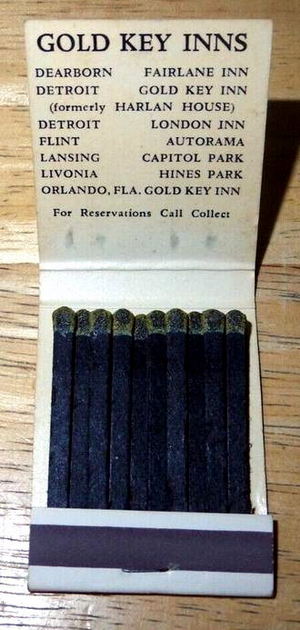 GOLD KEY INNS
DEARBORN FAIRLANE INN
DETROIT GOLD KEY INN
(formerly HARLAN HOUSE)
DETROIT LONDON INN
FLINT AUTORAMA
LANSING CAPITOL PARK
LIVONIA HINES PARK
ORLANDO, FLA. GOLD KEY INN
For Reservations Call Collect